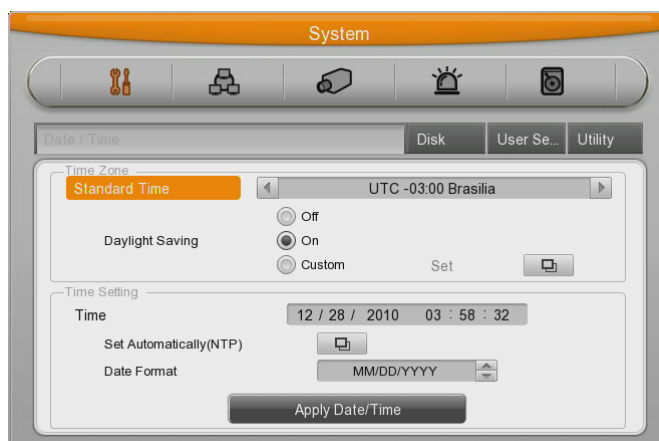 System
Date / Time Disk User Se... Utility
Time Zone
Standard Time UTC -03:00 Brasilia
Off
Daylight Saving On
Custom Set
Time Setting
Time 12 / 28 / 2010 03 : 58 : 32
Set Automatically(NTP)
Date Format MM/DD/YYYY
Apply Date/Time